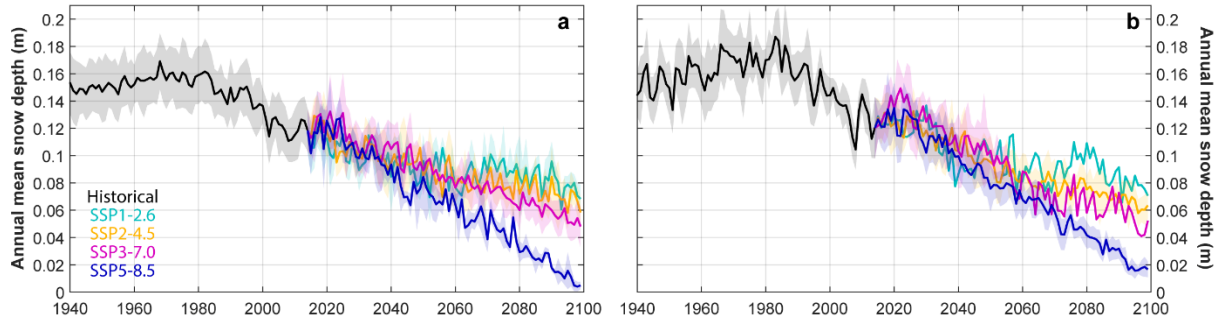 Annual mean snow depth (m)
0.2
0.18
0.16
0.14
0.12
0.1
0.08
0.06
0.04
0.02
0
a
Historical
SSP1-2.6
SSP2-4.5
SSP3-7.0
SSP5-8.5
1940 1960 1980 2000 2020 2040 2060 2080 2100
b
1940 1960 1980 2000 2020 2040 2060 2080 2100
0.2
0.18
0.16
0.14
0.12
0.1
0.08
0.06
0.04
0.02
0
Annual mean snow depth (m)